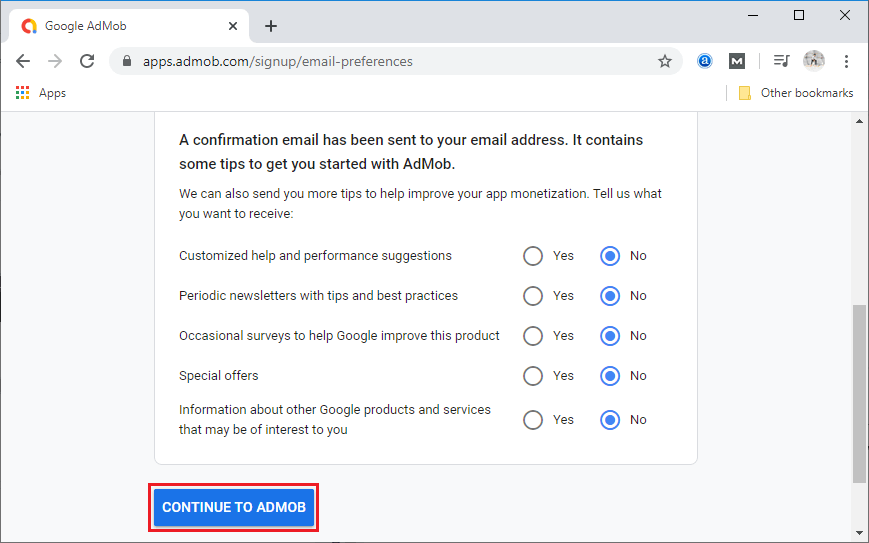 Google AdMob
apps.admob.com/signup/email-preferences
Apps
Other bookmarks
A confirmation email has been sent to your email address. It contains
some tips to get you started with AdMob.
We can also send you more tips to help improve your app monetization. Tell us what
you want to receive:
Customized help and performance suggestions Yes No
Periodic newsletters with tips and best practices Yes No
Occasional surveys to help Google improve this product Yes No
Special offers Yes No
Information about other Google products and services
that may be of interest to you Yes No
CONTINUE TO ADMOB